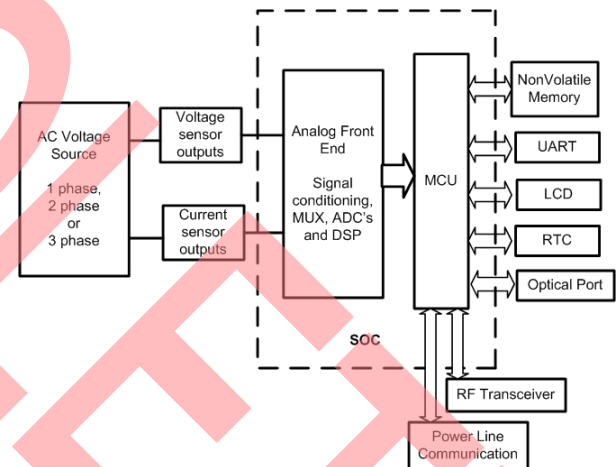 AC Voltage
Source
1 phase,
2 phase
or
3 phase
Voltage
sensor
outputs
Current
sensor
outputs
Analog Front
End
Signal
conditioning,
MUX, ADC's
and DSP
MCU
SOC
NonVolatile
Memory
UART
LCD
RTC
Optical Port
RF Transceiver
Power Line
Communication